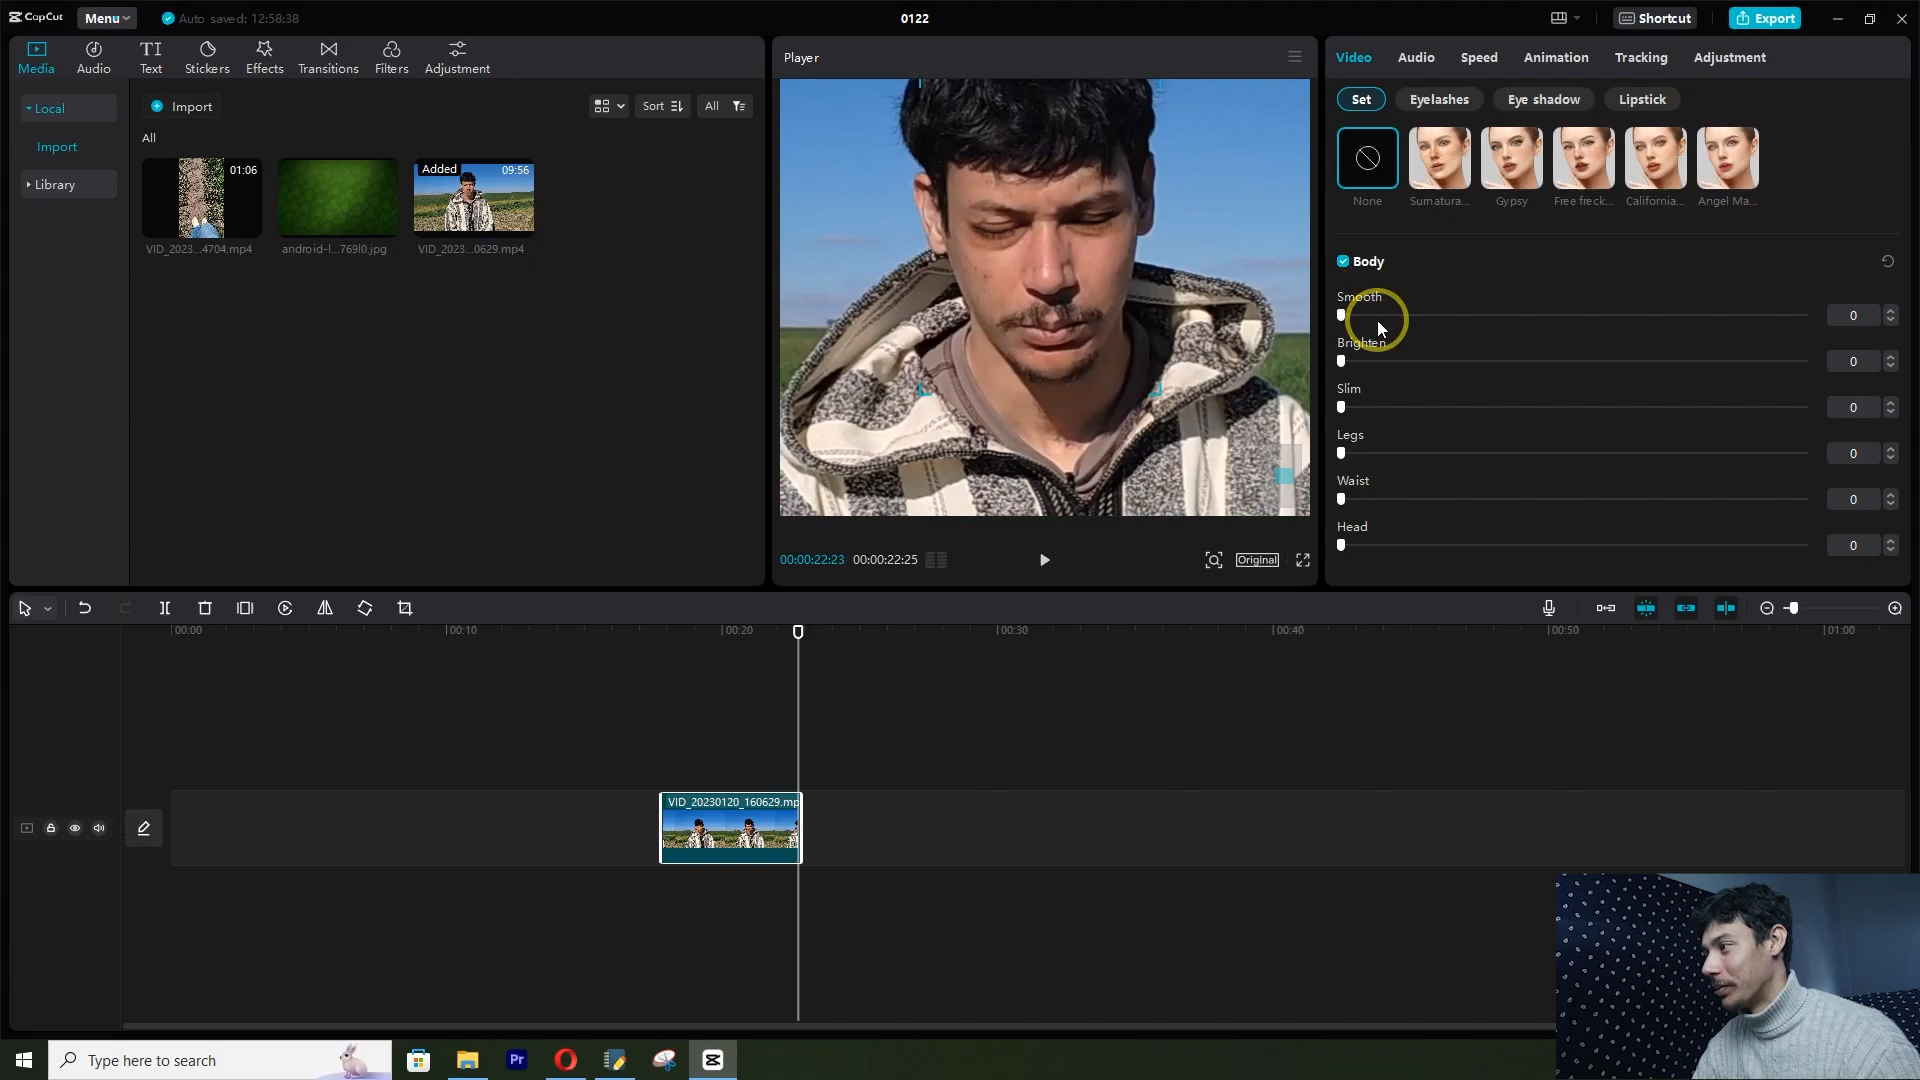 CapCut Menu Auto saved: 12:58:38 0122 Shortcut Export
Media Audio Text Stickers Effects Transitions Filters Adjustment
Local
Import
Library
Import Sort All
All
01:06
Added 09:56
VID_2023...4704.mp4 android-l...769l0.jpg VID_2023...0629.mp4
Player
00:00:22:23 00:00:22:25 Original
Video Audio Speed Animation Tracking Adjustment
Set Eyelashes Eye shadow Lipstick
None Sumatura... Gypsy Free freck... California... Angel Ma...
Body
Smooth
0
Brighten
0
Slim
0
Legs
0
Waist
0
Head
0
00:00 00:10 00:20 00:30 00:40 00:50 01:00
VID_20230120_160629.mp
Type here to search Pr